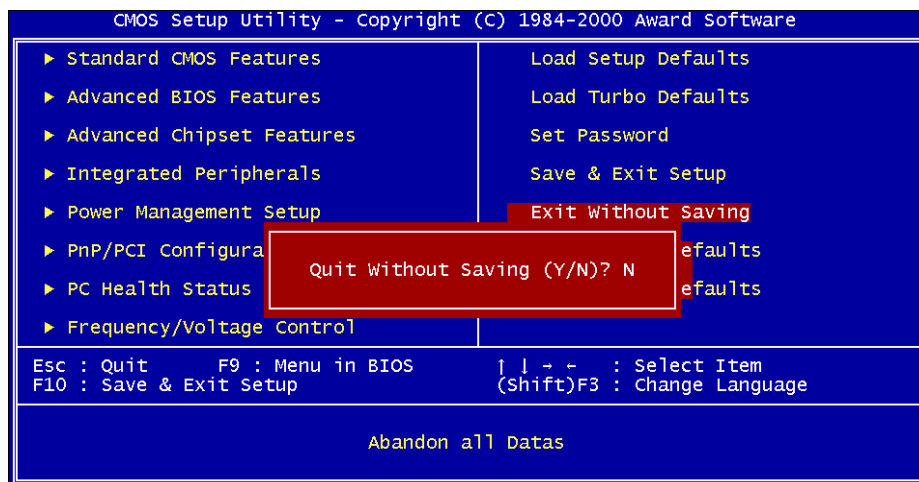 CMOS Setup Utility - Copyright (C) 1984-2000 Award Software
▶ Standard CMOS Features
▶ Advanced BIOS Features
▶ Advanced Chipset Features
▶ Integrated Peripherals
▶ Power Management Setup
▶ PnP/PCI Configura
▶ PC Health Status
▶ Frequency/Voltage Control
Load Setup Defaults
Load Turbo Defaults
Set Password
Save & Exit Setup
Exit Without Saving
efaults
efaults
Quit Without Saving (Y/N)? N
Esc : Quit F9 : Menu in BIOS ↑ ↓ → ← : Select Item
F10 : Save & Exit Setup (Shift)F3 : Change Language
Abandon all Datas